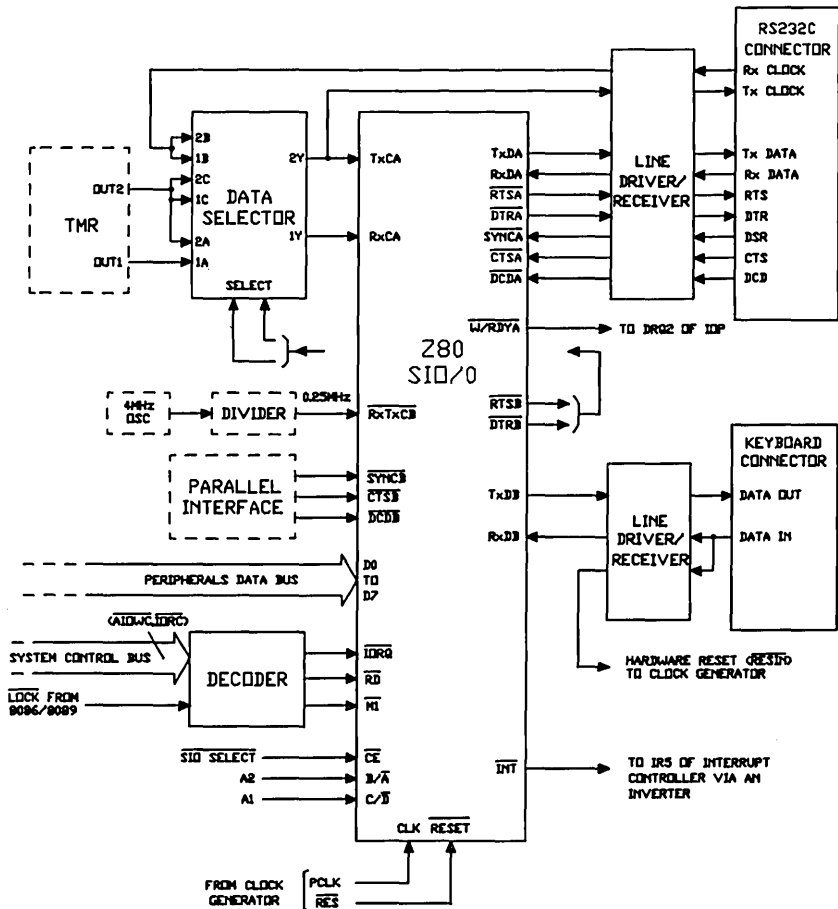 RS232C
CONNECTOR
Rx CLOCK
Tx CLOCK
Tx DATA
Rx DATA
RTS
DTR
DSR
CTS
DCD
LINE
DRIVER/
RECEIVER
2B
1B
2C
1C
2A
1A
DATA
SELECTOR
2Y
1Y
SELECT
TMR
OUT2
OUT1
TxCA
RxCA
TxDA
RxDA
RTSA
DTRA
SYNCA
CTSA
DCDA
W/RDYA
TO DRQ2 OF IOP
Z80
SIO/0
4MHz
OSC
DIVIDER
0.25MHz
RxTxCB
RTSB
DTRB
PARALLEL
INTERFACE
SYNCB
CTSB
DCDB
TxDB
RxDB
LINE
DRIVER/
RECEIVER
KEYBOARD
CONNECTOR
DATA OUT
DATA IN
PERIPHERALS DATA BUS
D0
TO
D7
(AIOWC,IORC)
SYSTEM CONTROL BUS
DECODER
IORQ
RD
M1
LOCK FROM
8086/8089
HARDWARE RESET (RESIN)
TO CLOCK GENERATOR
SIO SELECT
CE
A2
B/A
A1
C/D
INT
TO IR5 OF INTERRUPT
CONTROLLER VIA AN
INVERTER
CLK RESET
FROM CLOCK
GENERATOR
PCLK
RES